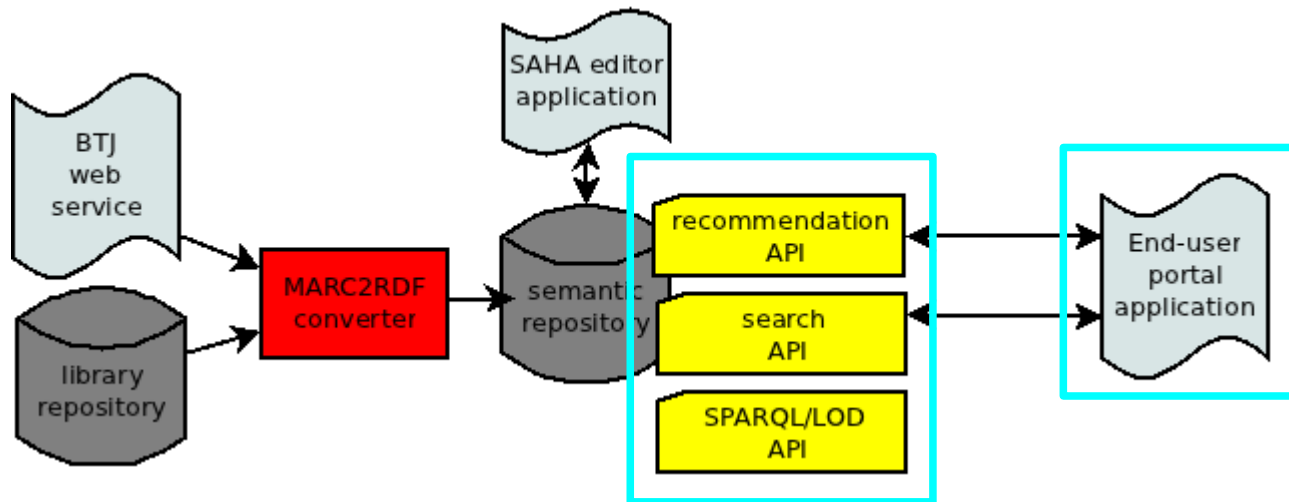 SAHA editor
application
BTJ
web
service
recommendation
API
End-user
portal
application
MARC2RDF
converter
semantic
repository
search
API
library
repository
SPARQL/LOD
API